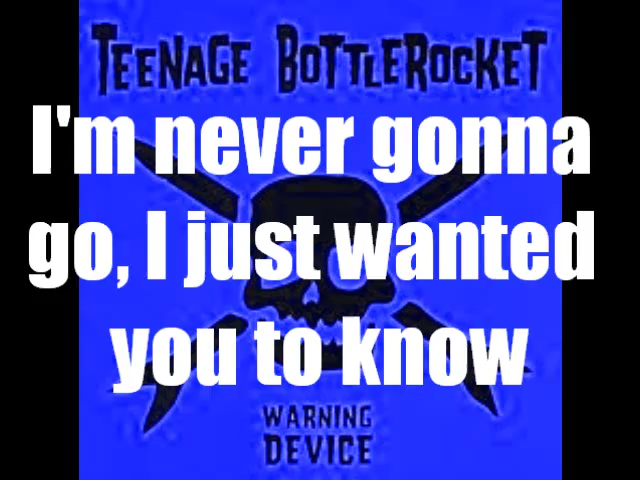 TEENAGE BOTTLEROCKET
I'm never gonna
go, I just wanted
you to know
WARNING
DEVICE